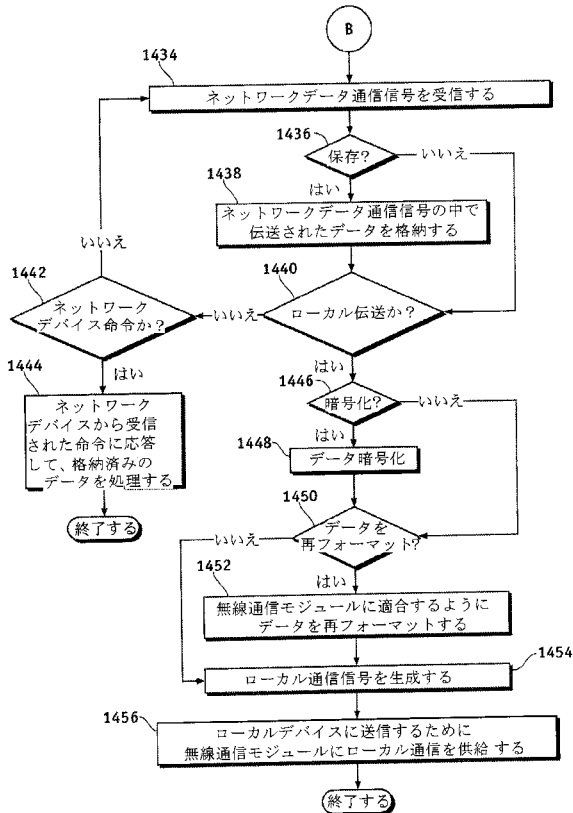 B
1434
ネットワークデータ通信信号を受信する
1436
保存?
いいえ
はい
1438
ネットワークデータ通信信号の中で
伝送されたデータを格納する
いいえ
1442
ネットワーク
デバイス命令か?
いいえ
1440
ローカル伝送か?
はい
1444
ネットワーク
デバイスから受信
された命令に応答
して、格納済みの
データを処理する
終了する
はい
1446
暗号化?
いいえ
はい
1448
データ暗号化
1450
データを
再フォーマット?
いいえ
はい
1452
無線通信モジュールに適合するように
データを再フォーマットする
1454
ローカル通信信号を生成する
1456
ローカルデバイスに送信するために
無線通信モジュールにローカル通信を供給 する
終了する